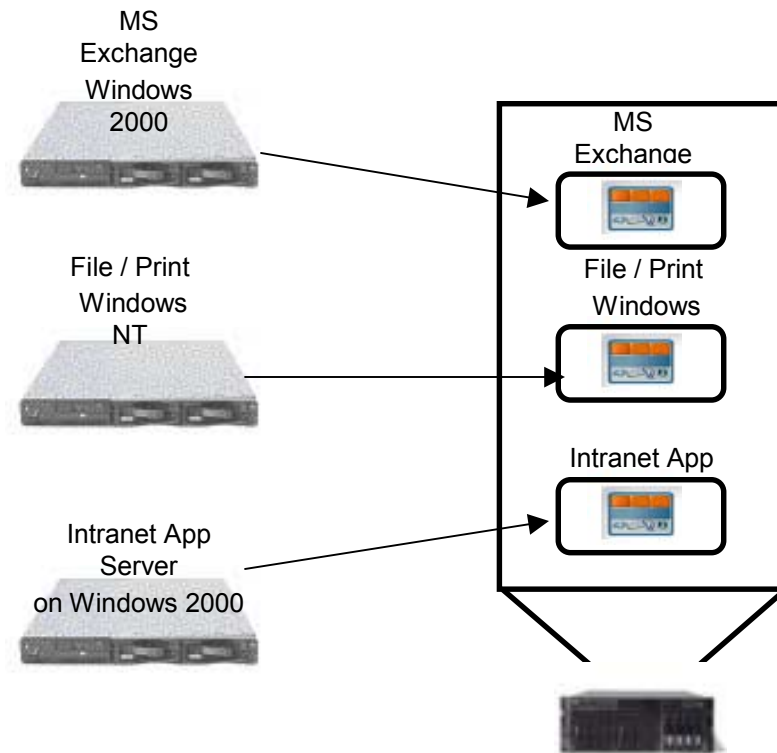 MS
Exchange
Windows
2000
File / Print
Windows
NT
Intranet App
Server
on Windows 2000
MS
Exchange
File / Print
Windows
Intranet App